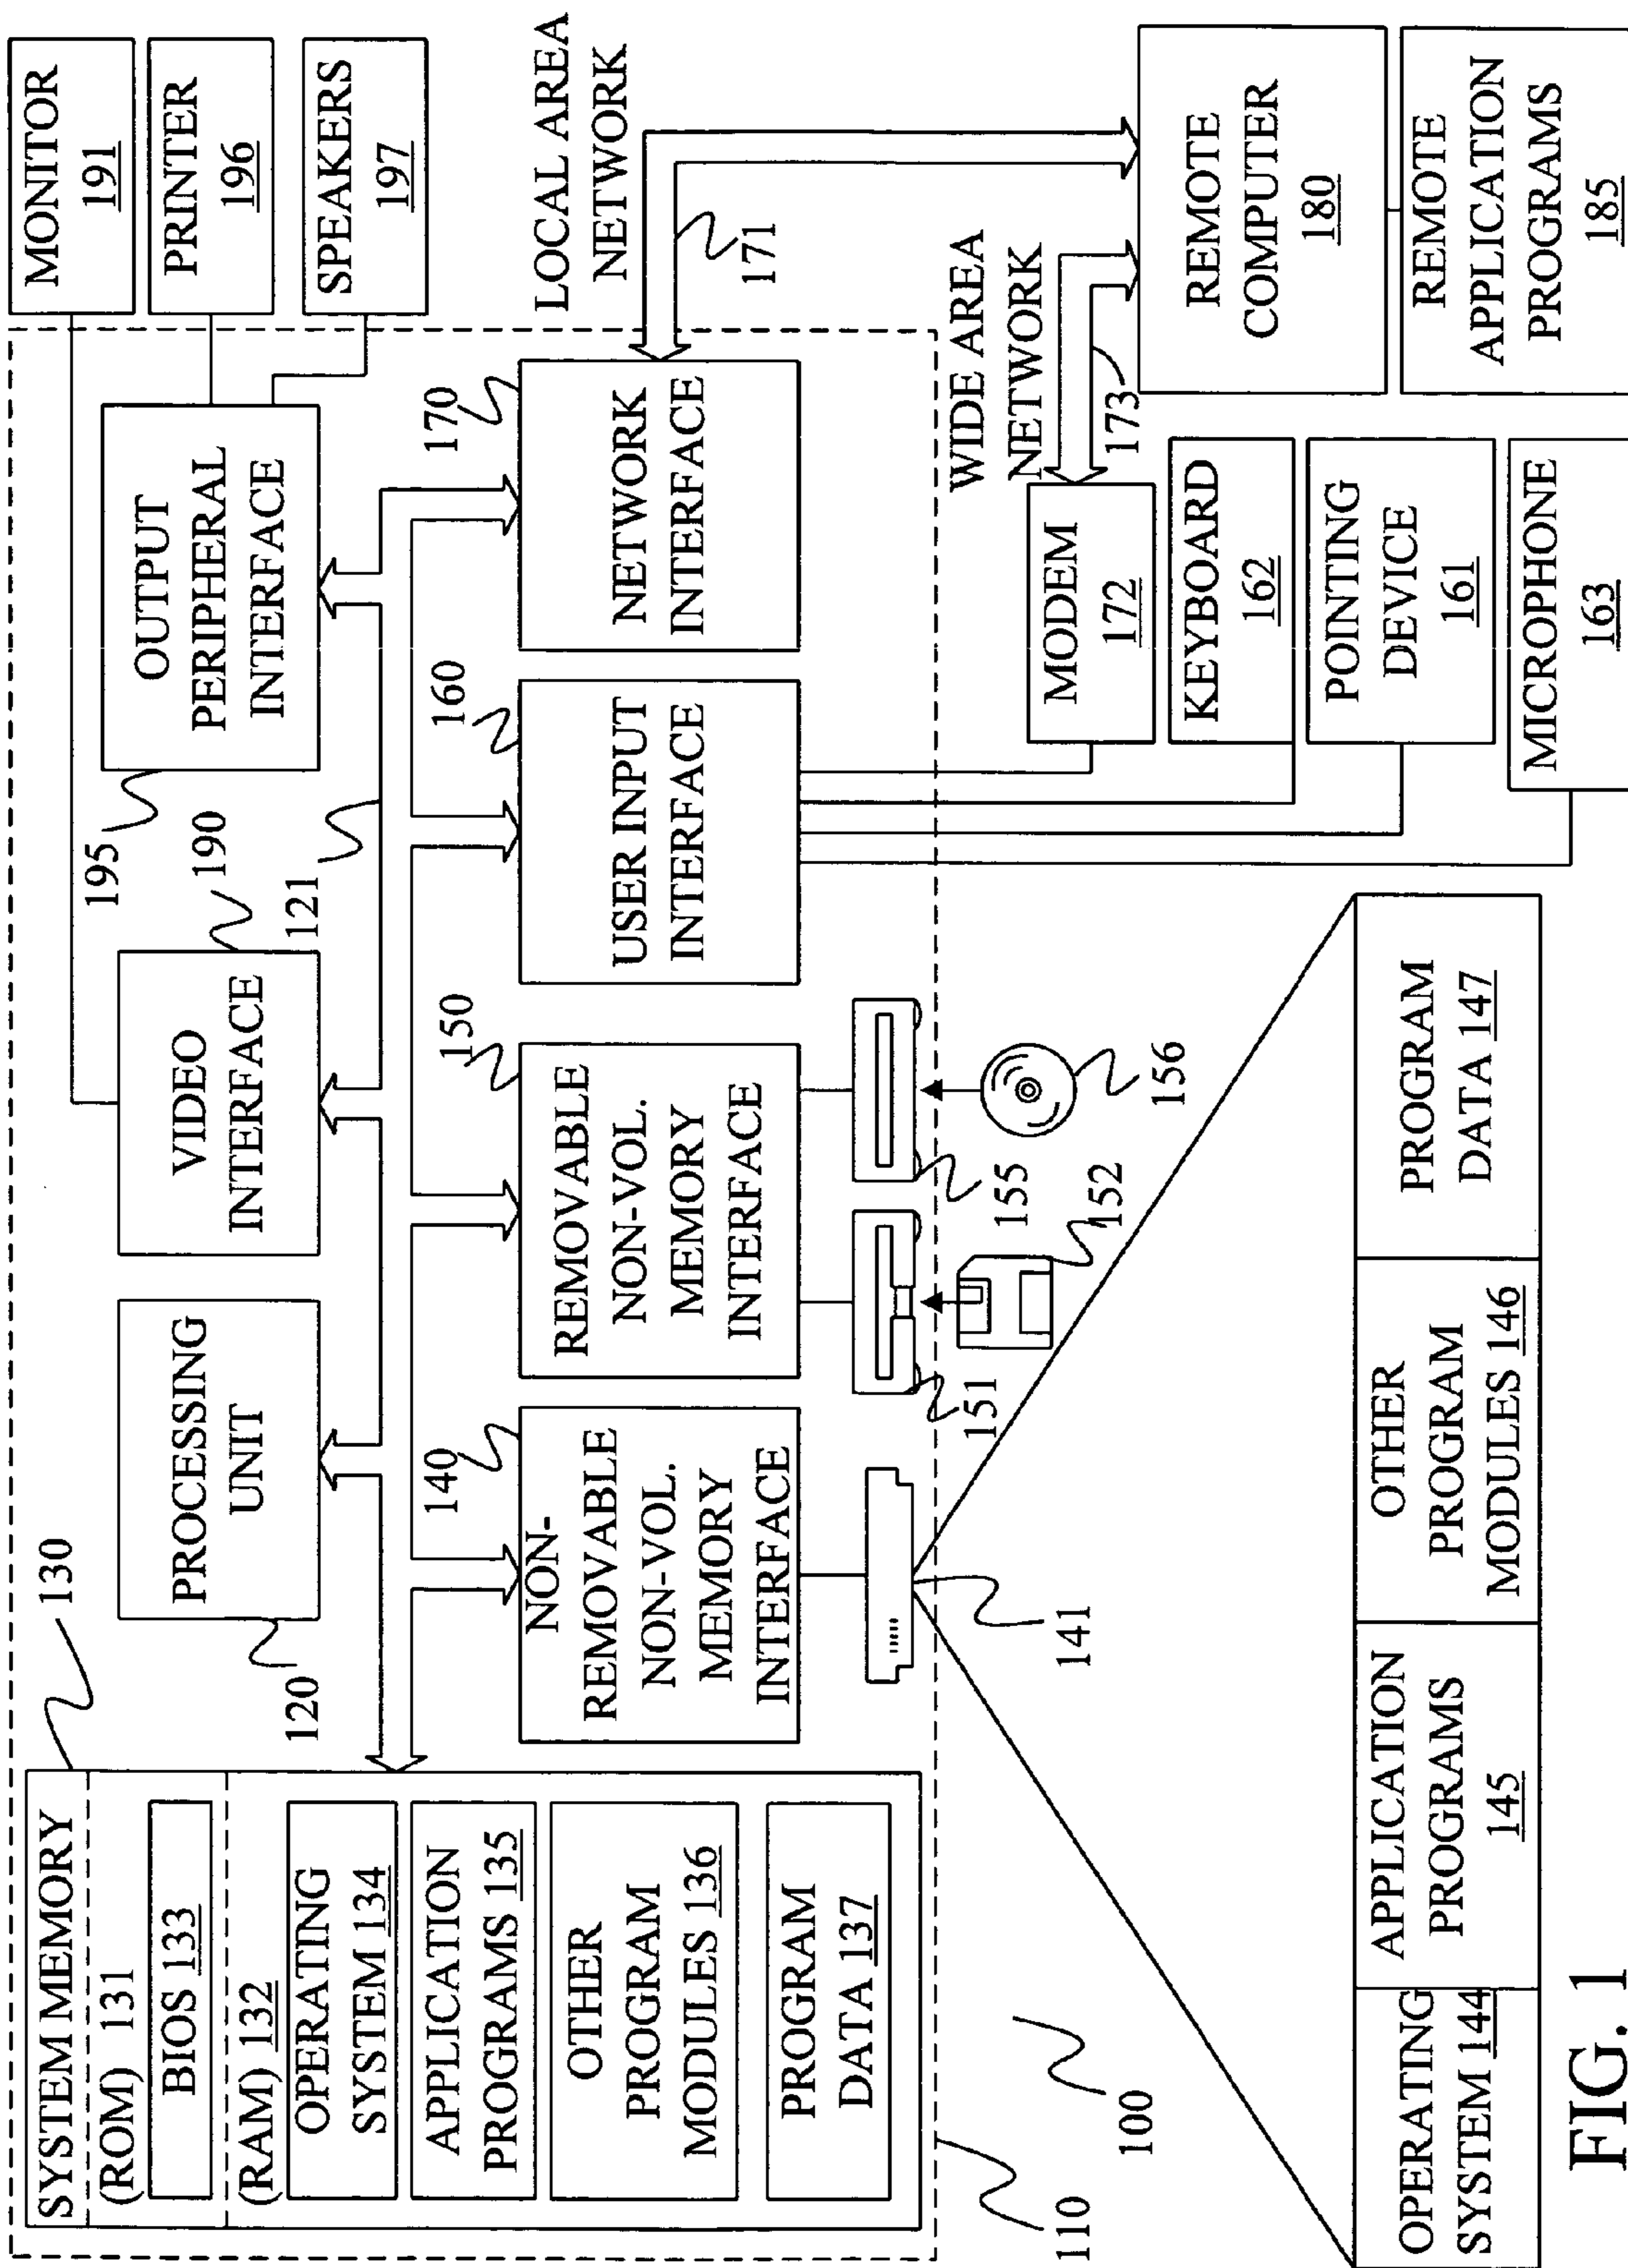 SYSTEM MEMORY
(ROM) 131
BIOS 133
(RAM) 132
OPERATING
SYSTEM 134
APPLICATION
PROGRAMS 135
OTHER
PROGRAM
MODULES 136
PROGRAM
DATA 137
130
120
PROCESSING
UNIT
VIDEO
INTERFACE
190
121
195
OUTPUT
PERIPHERAL
INTERFACE
MONITOR
191
PRINTER
196
SPEAKERS
197
140
NON-
REMOVABLE
NON-VOL.
MEMORY
INTERFACE
150
REMOVABLE
NON-VOL.
MEMORY
INTERFACE
160
USER INPUT
INTERFACE
170
NETWORK
INTERFACE
LOCAL AREA
NETWORK
171
141
151
152
155
156
WIDE AREA
NETWORK
173
MODEM
172
KEYBOARD
162
POINTING
DEVICE
161
MICROPHONE
163
REMOTE
COMPUTER
180
REMOTE
APPLICATION
PROGRAMS
185
110
100
OPERATING
SYSTEM 144
APPLICATION
PROGRAMS
145
OTHER
PROGRAM
MODULES 146
PROGRAM
DATA 147
FIG. 1